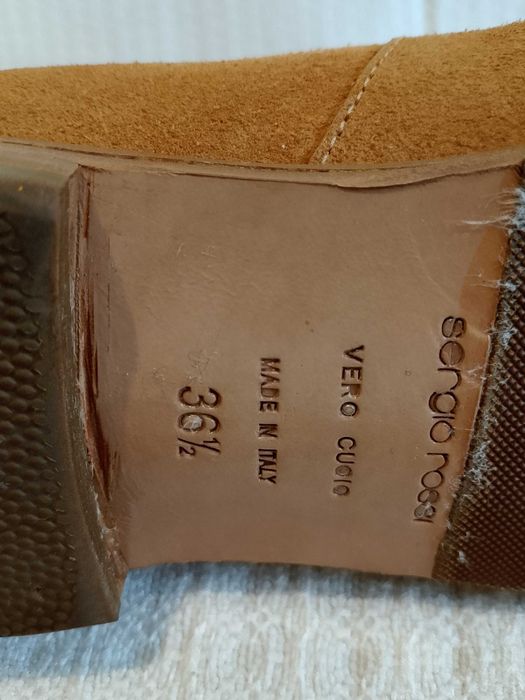 sergio rossi
VERO CUOIO
MADE IN ITALY
36½